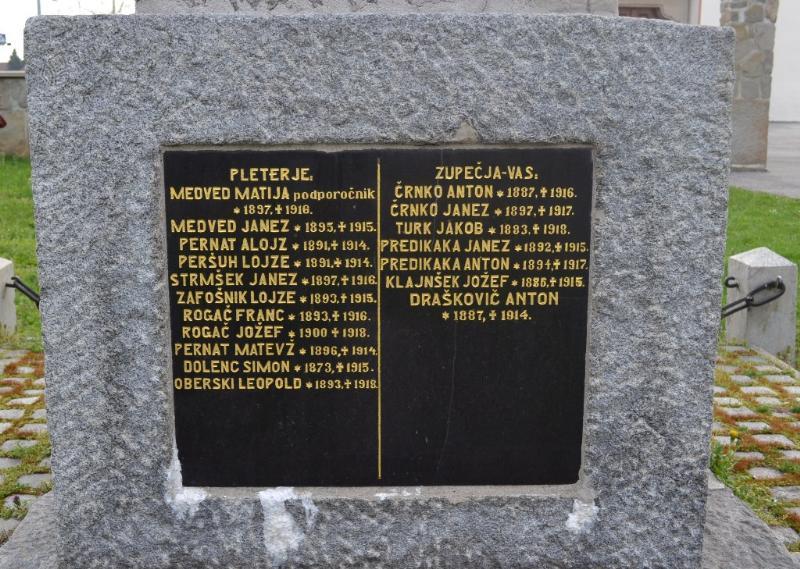 PLETERJE:
MEDVED MATIJA podporočnik
* 1897, ✝ 1918.
MEDVED JANEZ * 1895, ✝ 1915.
PERNAT ALOJZ * 1891, ✝ 1914.
PERŠUH LOJZE * 1891, ✝ 1914.
STRMŠEK JANEZ * 1897, ✝ 1916.
ZAFOŠNIK LOJZE * 1893, ✝ 1915.
ROGAČ FRANC * 1893, ✝ 1916.
ROGAČ JOŽEF * 1900 ✝ 1918.
PERNAT MATEVŽ * 1896, ✝ 1914.
DOLENC SIMON * 1873, ✝ 1915.
OBERSKI LEOPOLD * 1893, ✝ 1918.
ZUPEČJA-VAS:
ČRNKO ANTON * 1887, ✝ 1916.
ČRNKO JANEZ * 1897, ✝ 1917.
TURK JAKOB * 1883, ✝ 1918.
PREDIKAKA JANEZ * 1892, ✝ 1915.
PREDIKAKA ANTON * 1894, ✝ 1917.
KLAJNŠEK JOŽEF * 1886, ✝ 1915.
DRAŠKOVIČ ANTON
* 1887, ✝ 1914.